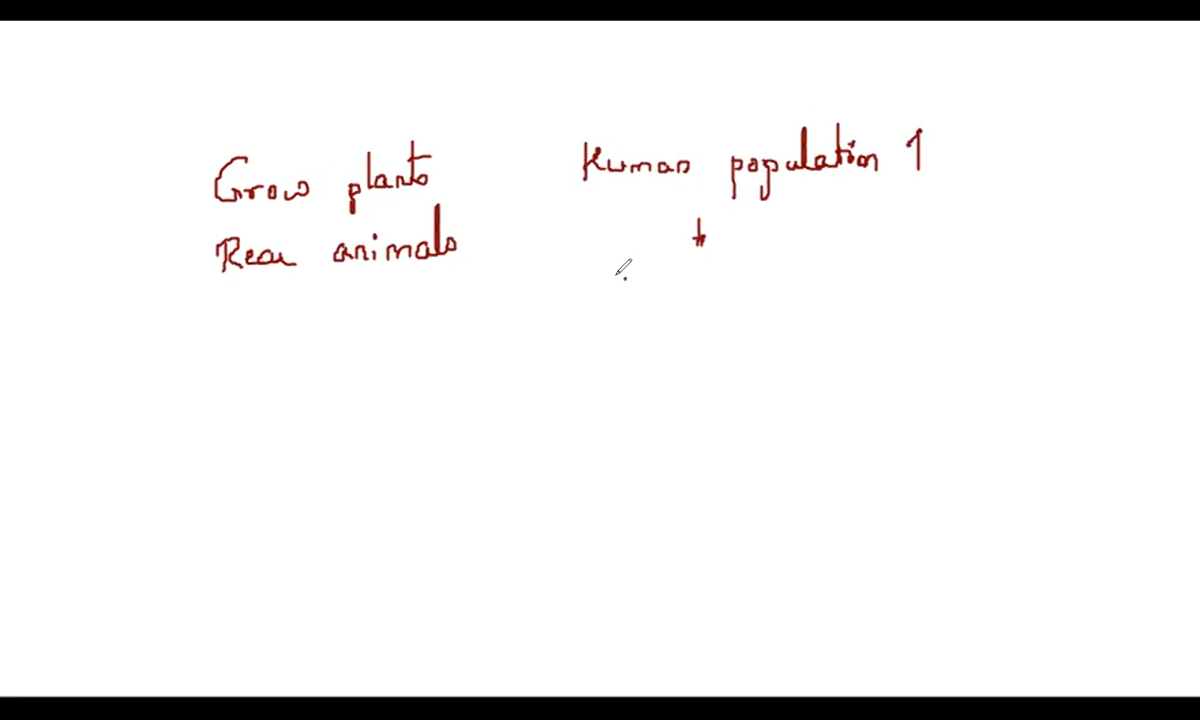 Grow plants
Rear animals
Human population ↑
↓